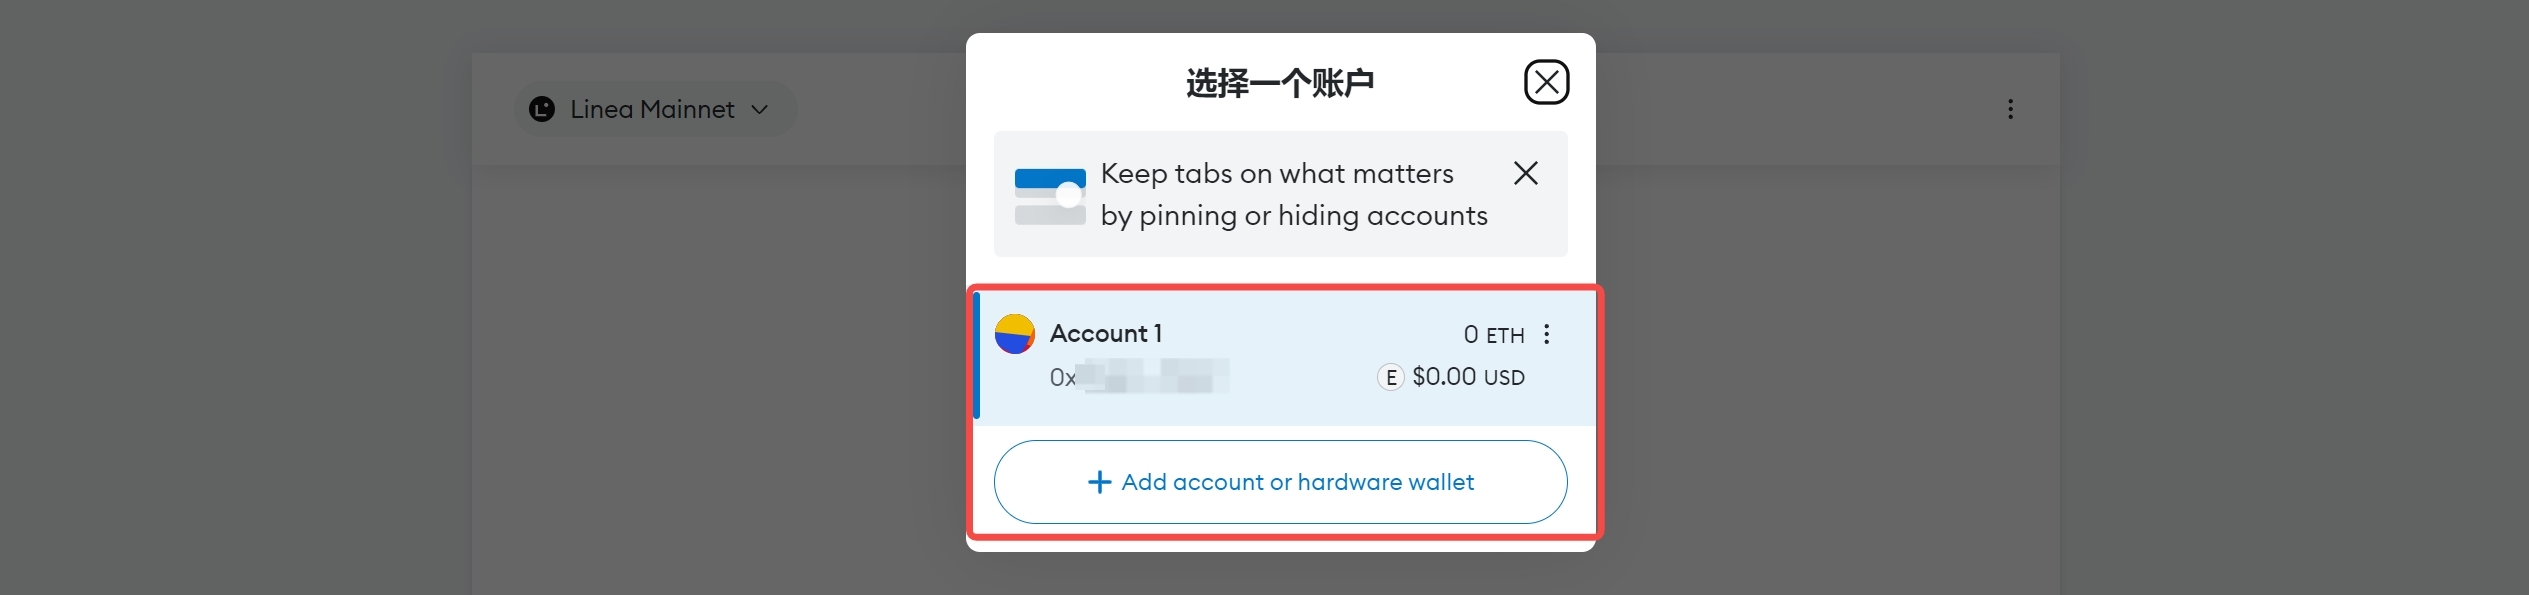 选择一个账户
Linea Mainnet
Keep tabs on what matters
by pinning or hiding accounts
Account 1
0 ETH
0x
E $0.00 USD
+ Add account or hardware wallet